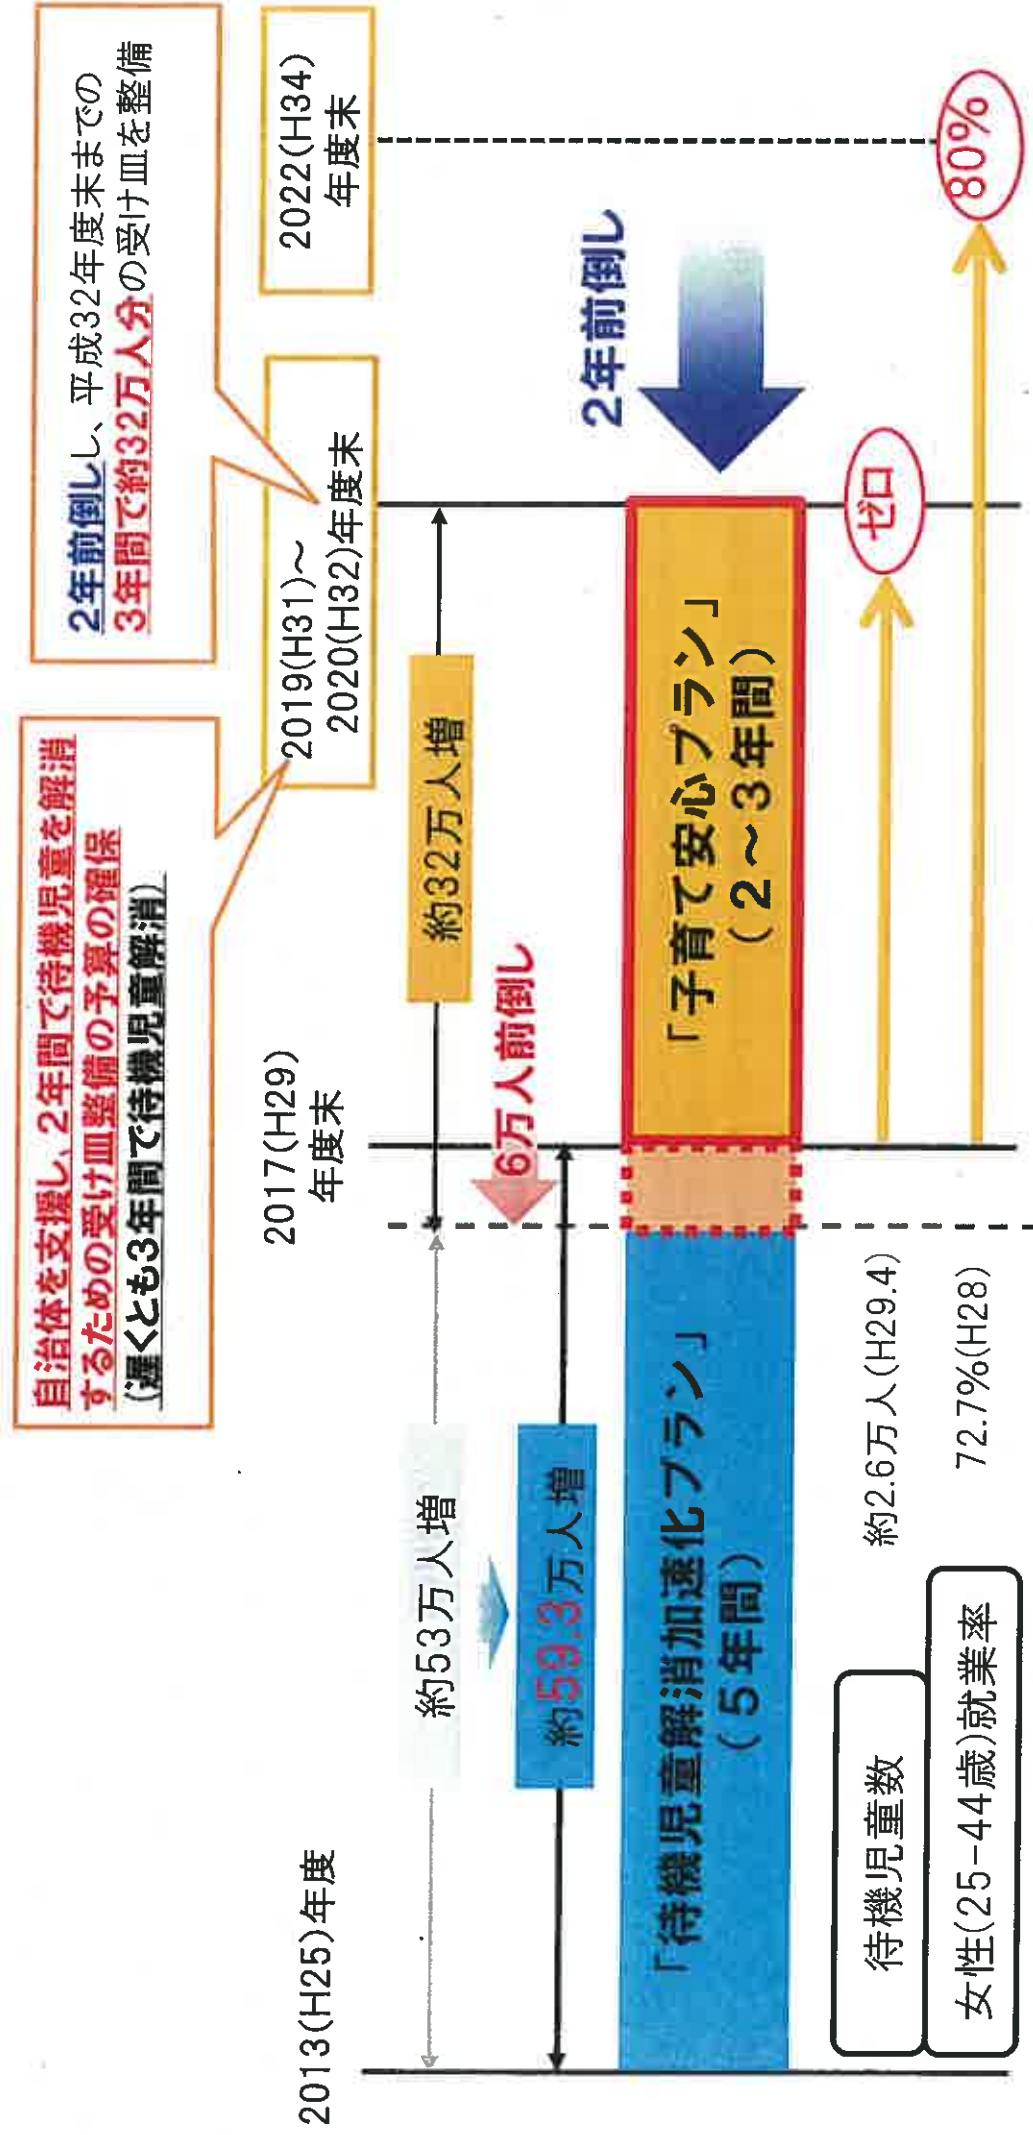 自治体を支援し、2年間で待機児童を解消
するための受け皿整備の予算の確保
(遅くとも3年間で待機児童解消)
2年前倒しし、平成32年度末までの
3年間で約32万人分の受け皿を整備
2013(H25)年度
2017(H29)
年度末
2019(H31)～
2020(H32)年度末
2022(H34)
年度末
約53万人増
約32万人増
6万人前倒し
約59.3万人増
2年前倒し
「待機児童解消加速化プラン」
(5年間)
「子育て安心プラン」
(2～3年間)
待機児童数
約2.6万人(H29.4)
ゼロ
女性(25-44歳)就業率
72.7%(H28)
80%